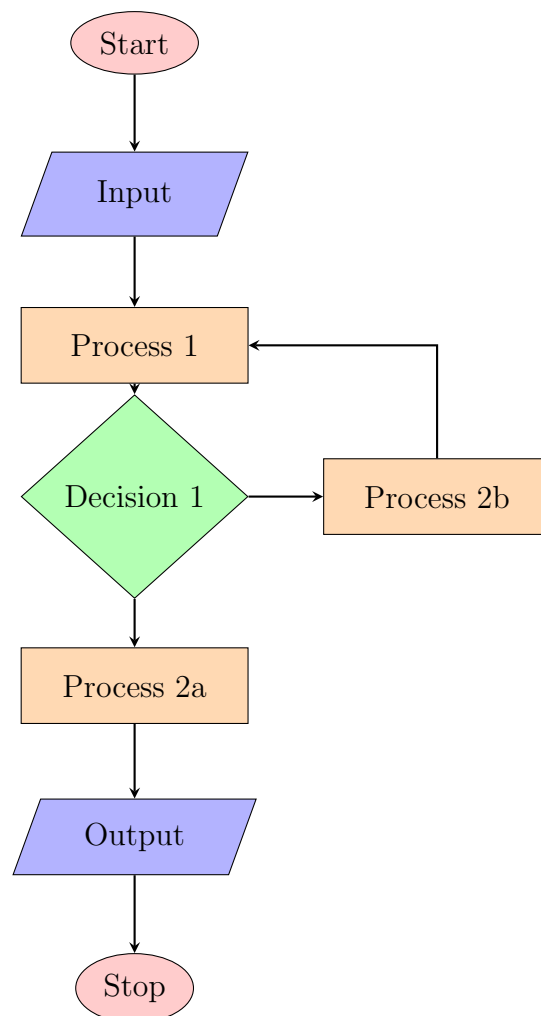 Start
Input
Process 1
Decision 1
Process 2b
Process 2a
Output
Stop